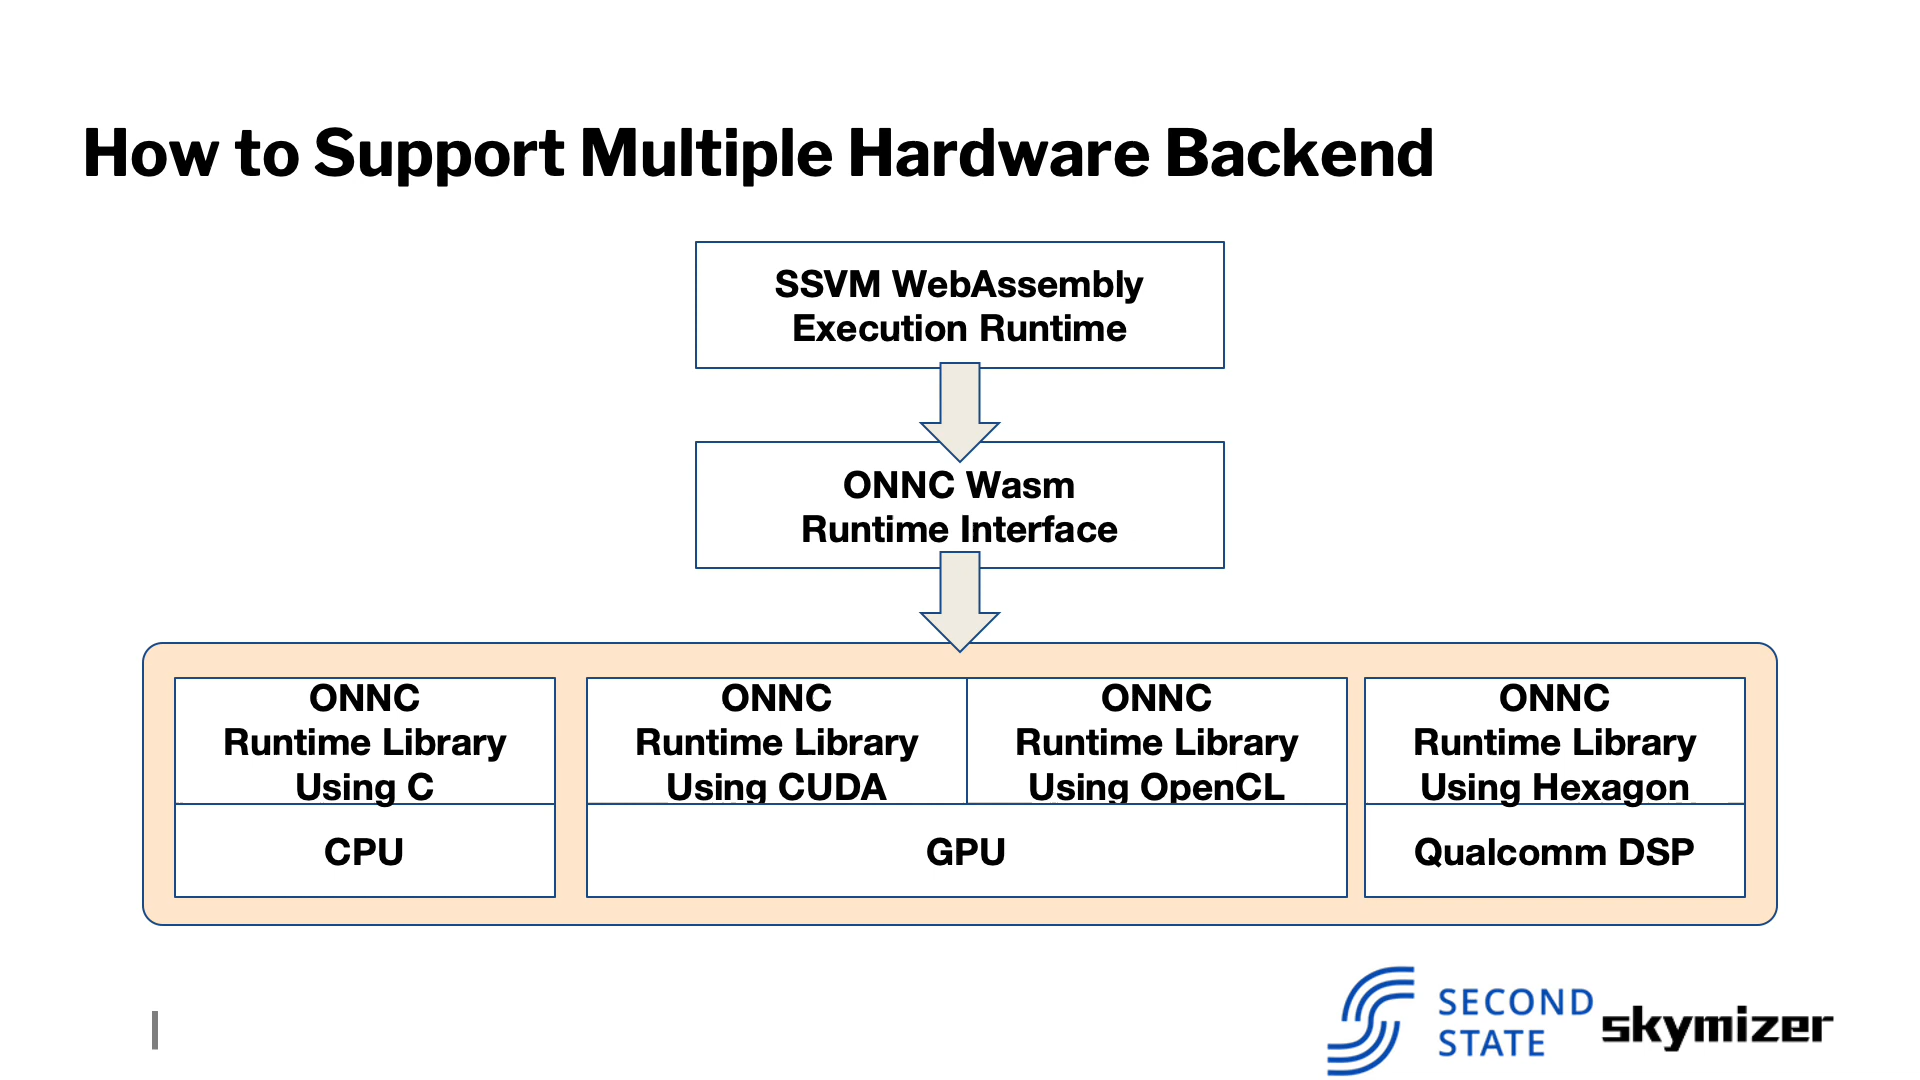 How to Support Multiple Hardware Backend
SSVM WebAssembly
Execution Runtime
ONNC Wasm
Runtime Interface
ONNC
Runtime Library
Using C
ONNC
Runtime Library
Using CUDA
ONNC
Runtime Library
Using OpenCL
ONNC
Runtime Library
Using Hexagon
CPU
GPU
Qualcomm DSP
SECOND
STATE
skymizer